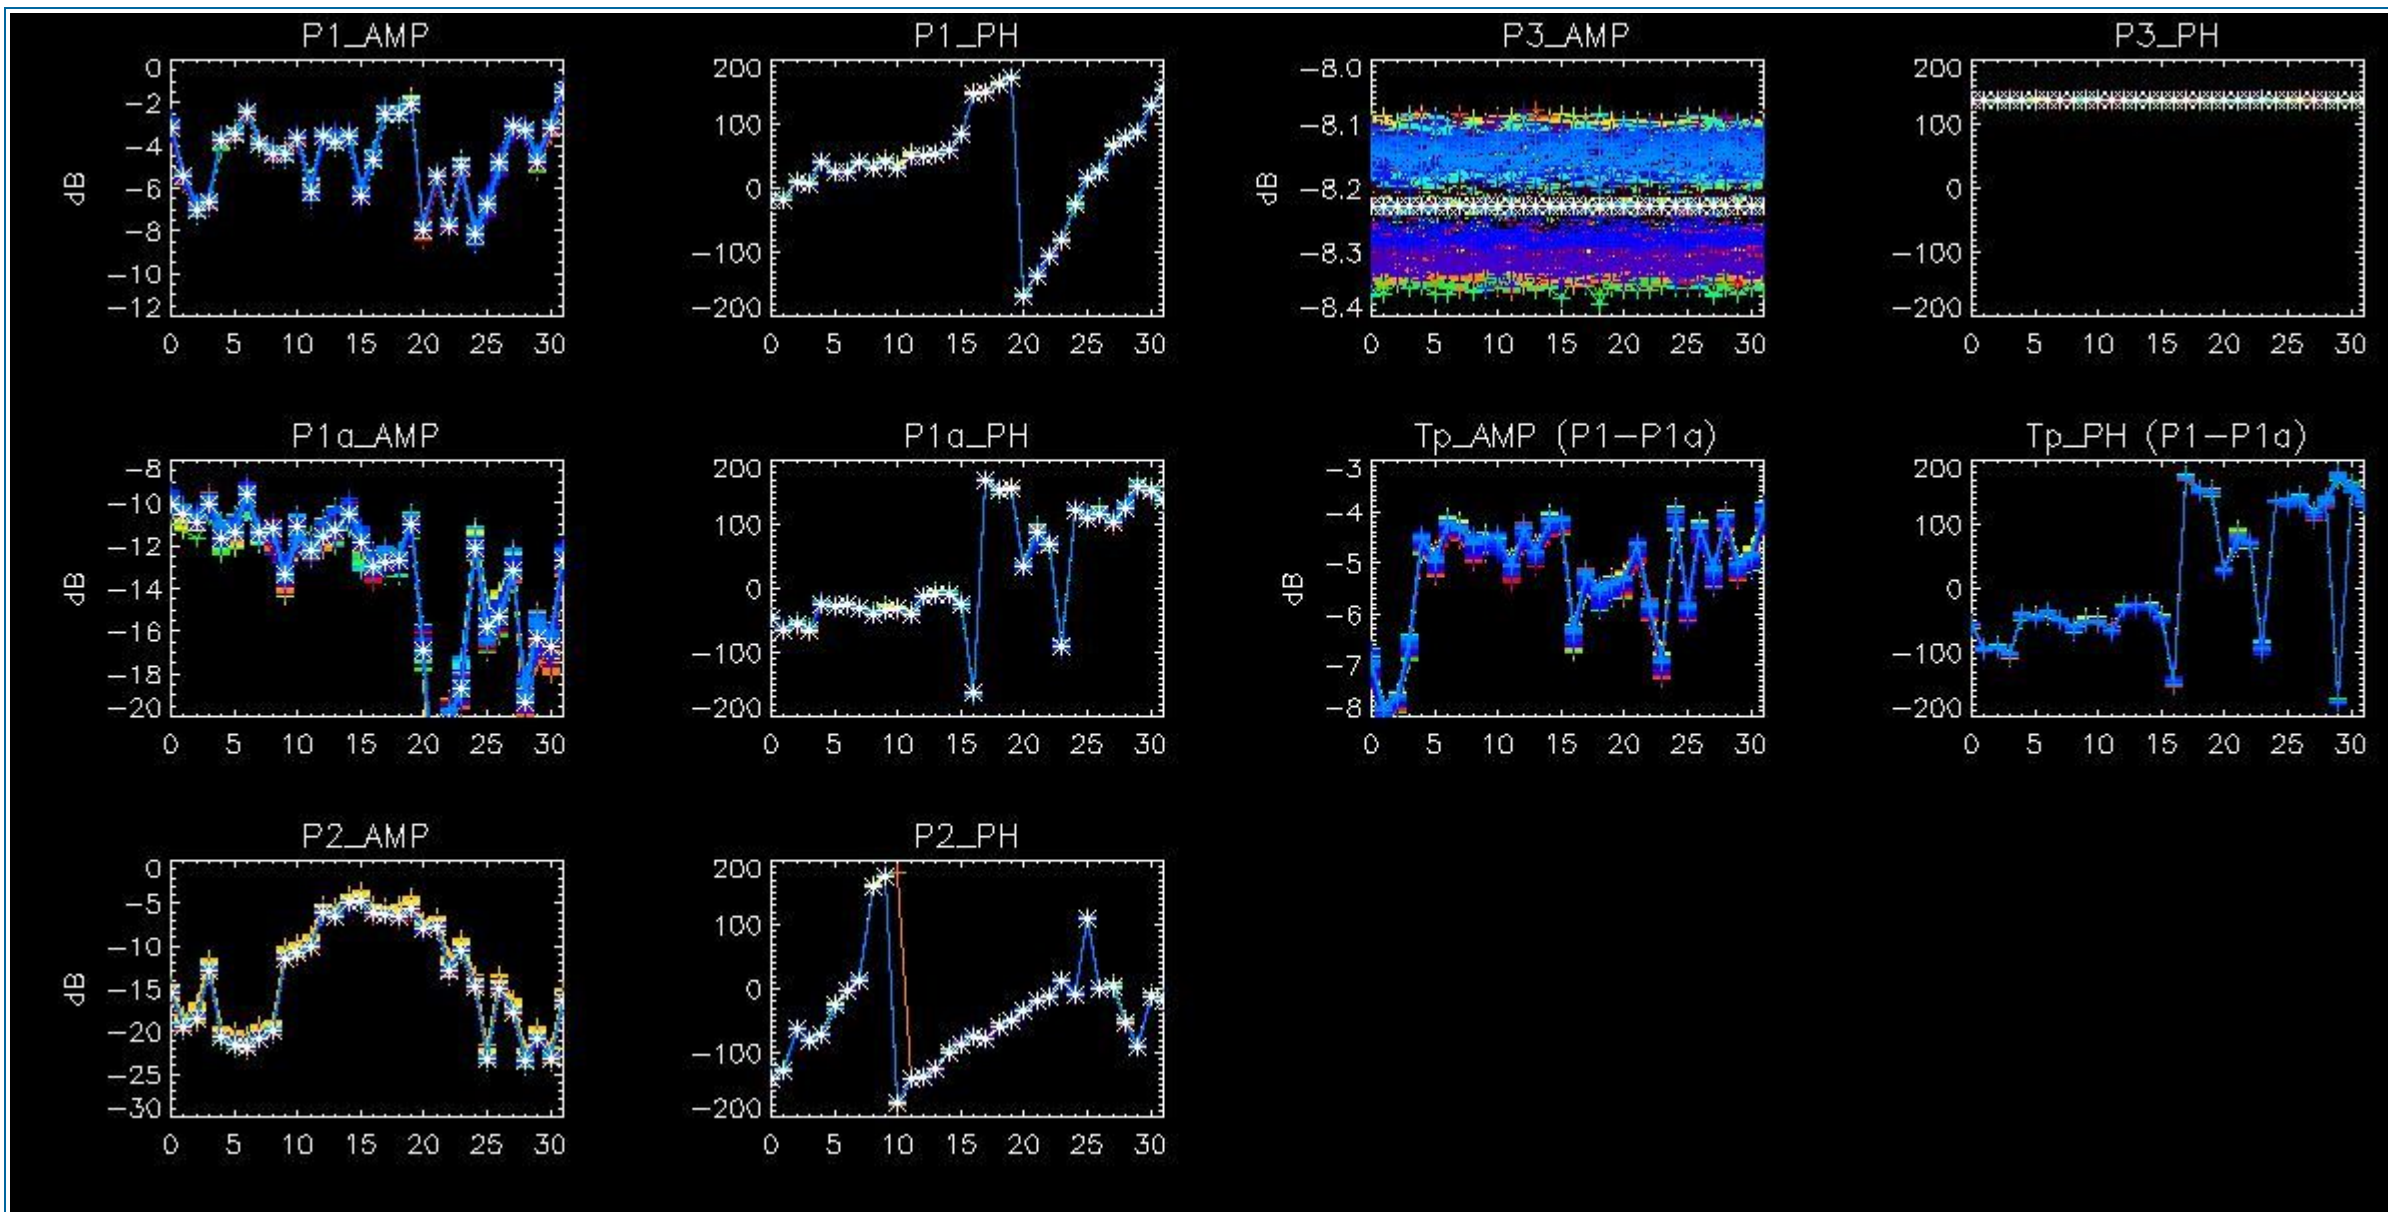 P1_AMP
0
−2
−4
−6
−8
−10
−12
dB
0 5 10 15 20 25 30
P1_PH
200
100
0
−100
−200
0 5 10 15 20 25 30
P3_AMP
−8.0
−8.1
−8.2
−8.3
−8.4
dB
0 5 10 15 20 25 30
P3_PH
200
100
0
−100
−200
0 5 10 15 20 25 30
P1a_AMP
−8
−10
−12
−14
−16
−18
−20
dB
0 5 10 15 20 25 30
P1a_PH
200
100
0
−100
−200
0 5 10 15 20 25 30
Tp_AMP (P1−P1a)
−3
−4
−5
−6
−7
−8
dB
0 5 10 15 20 25 30
Tp_PH (P1−P1a)
200
100
0
−100
−200
0 5 10 15 20 25 30
P2_AMP
0
−5
−10
−15
−20
−25
−30
dB
0 5 10 15 20 25 30
P2_PH
200
100
0
−100
−200
0 5 10 15 20 25 30